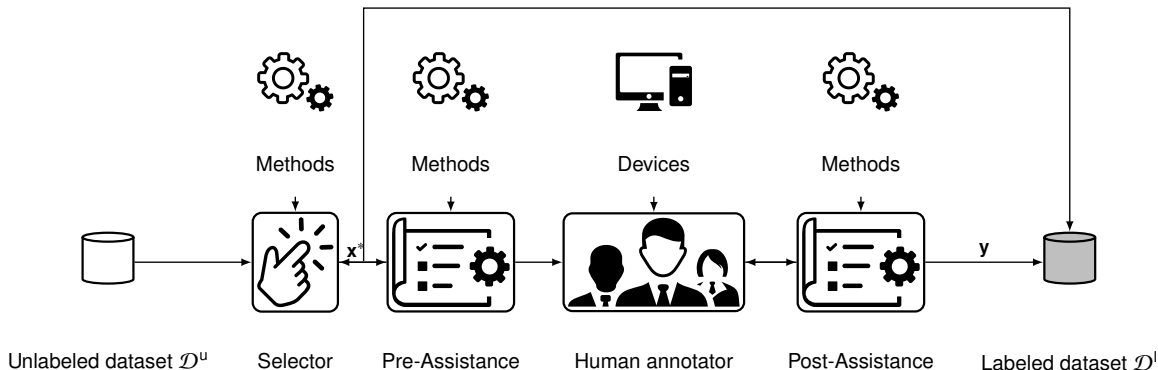 Methods
Methods
Devices
Methods
x*
y
Unlabeled dataset 𝒟ᵘ
Selector
Pre-Assistance
Human annotator
Post-Assistance
Labeled dataset 𝒟ˡ